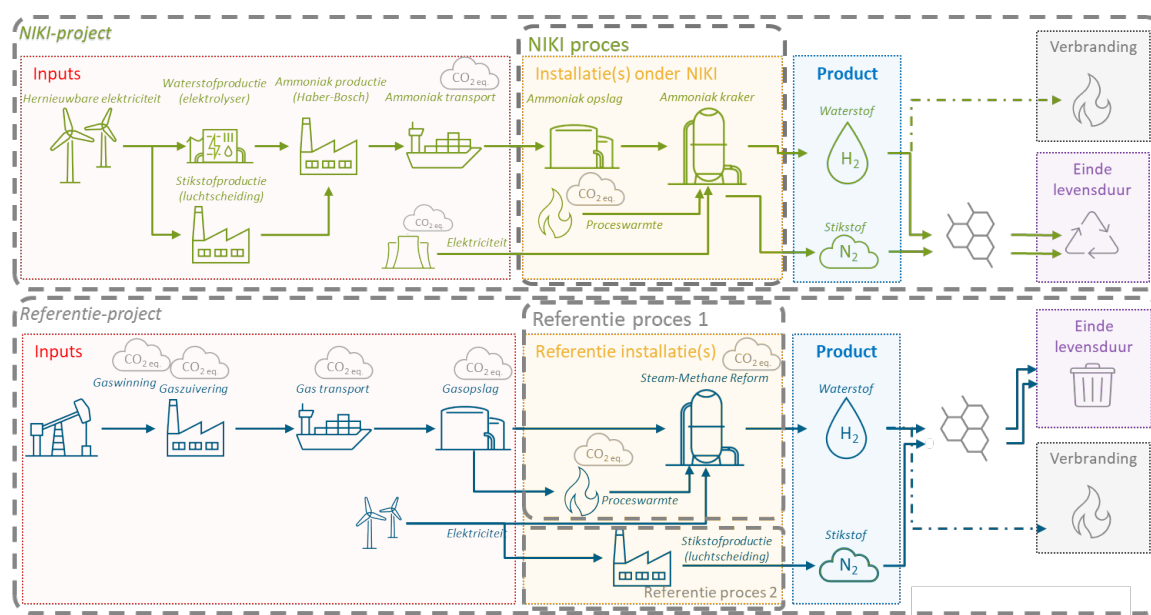 NIKI-project
NIKI proces
Inputs
Installatie(s) onder NIKI
Product
Verbranding
Hernieuwbare elektriciteit
Waterstofproductie
(elektrolyser)
Ammoniak productie
(Haber-Bosch)
CO2 eq.
Ammoniak transport
Ammoniak opslag
Ammoniak kraker
Waterstof
H2
Stikstofproductie
(luchtscheiding)
CO2 eq.
Proceswarmte
CO2 eq.
Elektriciteit
Stikstof
N2
Einde
levensduur
Referentie-project
Referentie proces 1
Inputs
Referentie installatie(s)
Product
Einde
levensduur
CO2 eq.
Gaswinning
CO2 eq.
Gaszuivering
CO2 eq.
Gas transport
CO2 eq.
Gasopslag
CO2 eq.
Steam-Methane Reform
Waterstof
H2
CO2 eq.
Proceswarmte
Verbranding
Elektriciteit
Stikstofproductie
(luchtscheiding)
Stikstof
N2
Referentie proces 2